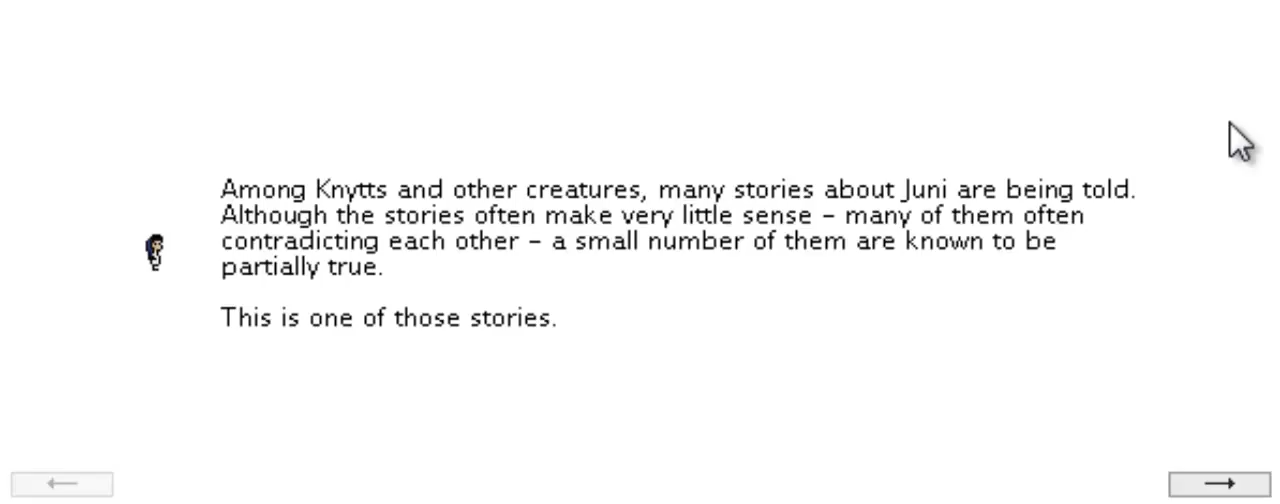 Among Knytts and other creatures, many stories about Juni are being told.
Although the stories often make very little sense – many of them often
contradicting each other – a small number of them are known to be
partially true.
This is one of those stories.